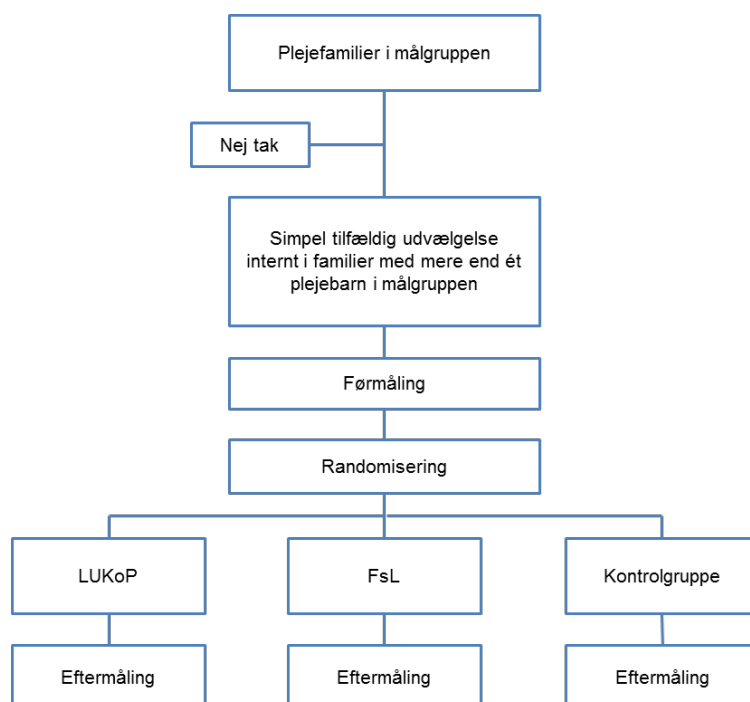 Plejefamilier i målgruppen
Nej tak
Simpel tilfældig udvælgelse
internt i familier med mere end ét
plejebarn i målgruppen
Førmåling
Randomisering
LUKoP
FsL
Kontrolgruppe
Eftermåling
Eftermåling
Eftermåling